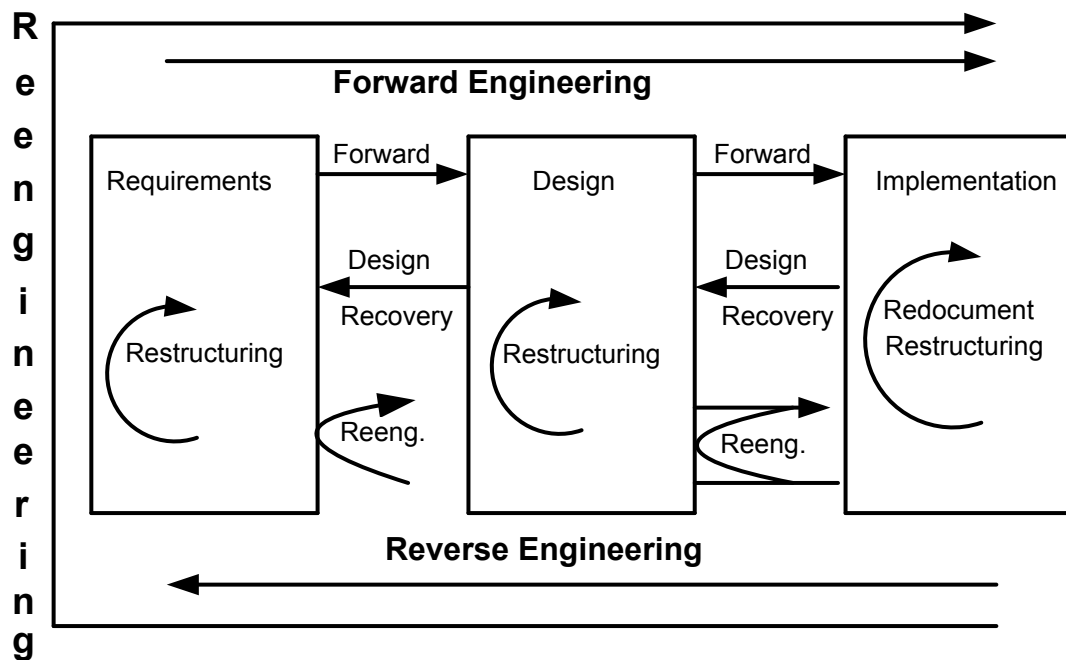 Reengineering
Forward Engineering
Forward
Forward
Requirements
Design
Implementation
Design
Recovery
Design
Recovery
Restructuring
Restructuring
Redocument
Restructuring
Reeng.
Reeng.
Reverse Engineering